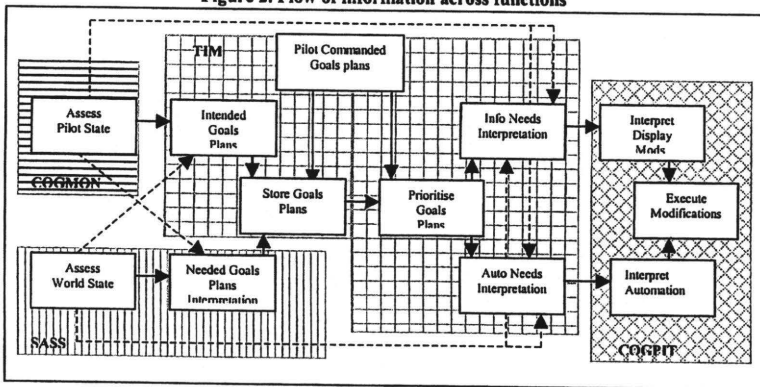 Figure 2. Flow of information across functions
TIM
Pilot Commanded
Goals plans
Assess
Pilot State
Intended
Goals
Plans
Info Needs
Interpretation
Interpret
Display
Mods
COGMON
Store Goals
Plans
Prioritise
Goals
Plans
Execute
Modifications
Assess
World State
Needed Goals
Plans
Interpretation
Auto Needs
Interpretation
Interpret
Automation
SASS
COGPIT